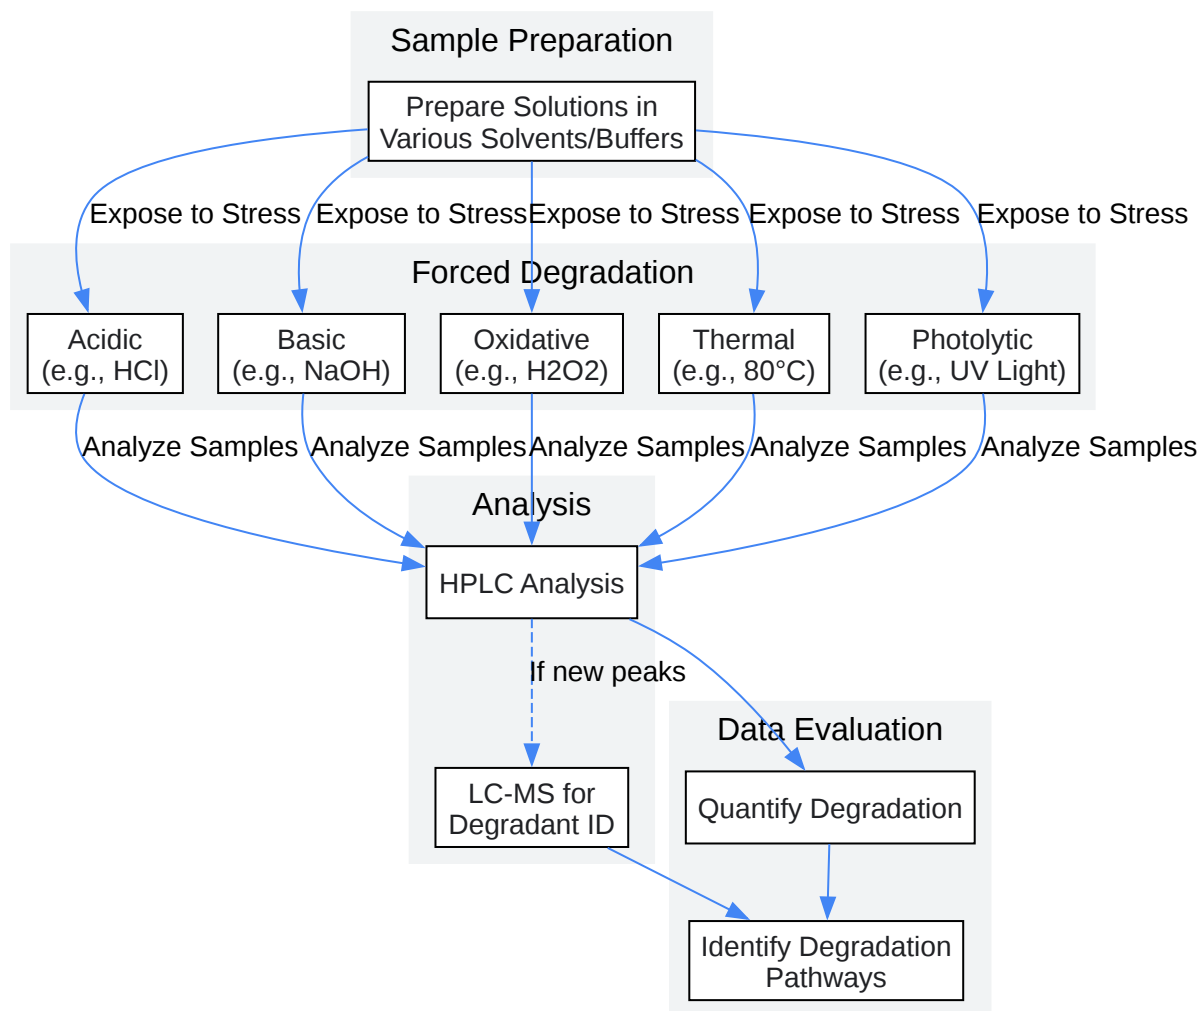 Sample Preparation
Prepare Solutions in
Various Solvents/Buffers
Expose to Stress
Expose to Stress
Expose to Stress
Expose to Stress
Expose to Stress
Forced Degradation
Acidic
(e.g., HCl)
Basic
(e.g., NaOH)
Oxidative
(e.g., H2O2)
Thermal
(e.g., 80°C)
Photolytic
(e.g., UV Light)
Analyze Samples
Analyze Samples
Analyze Samples
Analyze Samples
Analyze Samples
Analysis
HPLC Analysis
If new peaks
Data Evaluation
LC-MS for
Degradant ID
Quantify Degradation
Identify Degradation
Pathways